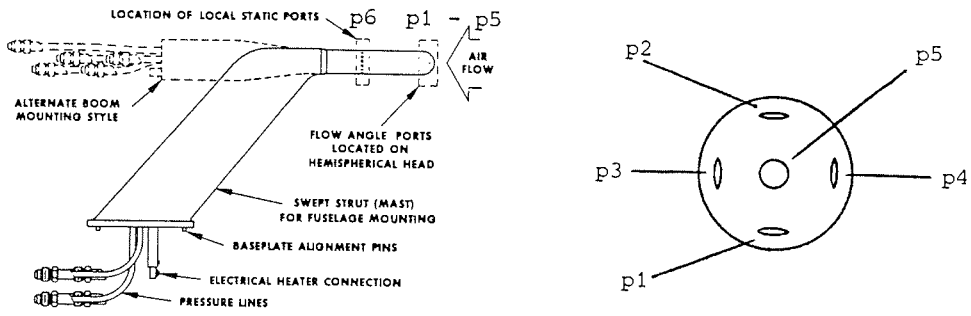 LOCATION OF LOCAL STATIC PORTS
p6
p1 - p5
AIR
FLOW
ALTERNATE BOOM
MOUNTING STYLE
FLOW ANGLE PORTS
LOCATED ON
HEMISPHERICAL HEAD
SWEPT STRUT (MAST)
FOR FUSELAGE MOUNTING
BASEPLATE ALIGNMENT PINS
ELECTRICAL HEATER CONNECTION
PRESSURE LINES
p2
p5
p3
p4
p1